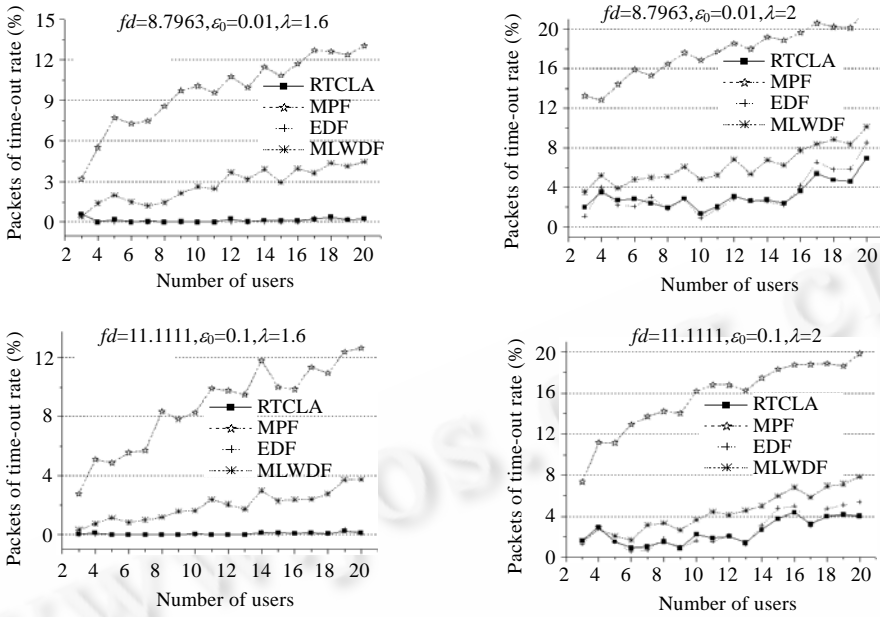 fd=8.7963,ε₀=0.01,λ=1.6
Packets of time-out rate (%)
15
12
9
6
3
0
RTCLA
MPF
EDF
MLWDF
2 4 6 8 10 12 14 16 18 20
Number of users
fd=8.7963,ε₀=0.01,λ=2
Packets of time-out rate (%)
20
16
12
8
4
0
RTCLA
MPF
EDF
MLWDF
2 4 6 8 10 12 14 16 18 20
Number of users
fd=11.1111,ε₀=0.1,λ=1.6
Packets of time-out rate (%)
12
8
4
0
RTCLA
MPF
EDF
MLWDF
2 4 6 8 10 12 14 16 18 20
Number of users
fd=11.1111,ε₀=0.1,λ=2
Packets of time-out rate (%)
20
16
12
8
4
0
RTCLA
MPF
EDF
MLWDF
2 4 6 8 10 12 14 16 18 20
Number of users